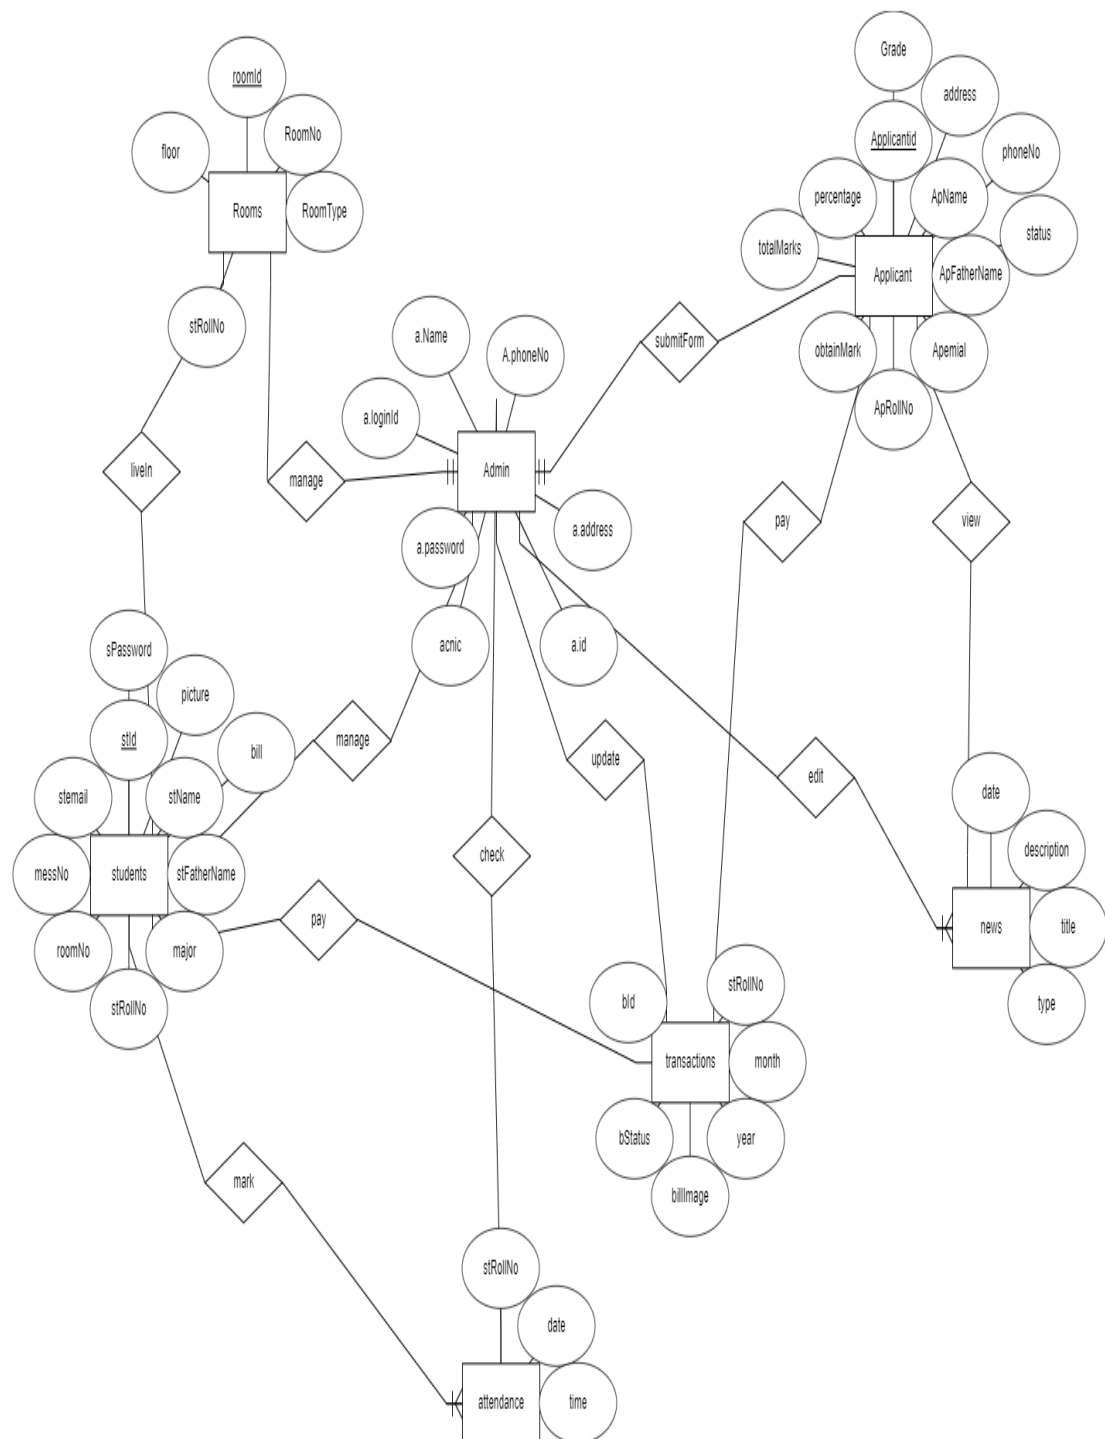 Grade
roomId
address
Applicantid
RoomNo
floor
phoneNo
percentage
ApName
Rooms
RoomType
status
totalMarks
Applicant
ApFatherName
stRollNo
a.Name
A.phoneNo
submitForm
obtainMark
Apemial
ApRollNo
a.loginId
liveIn
manage
Admin
pay
view
a.address
a.password
acnic
a.id
sPassword
picture
stId
bill
manage
update
edit
stemail
stName
date
description
check
messNo
students
stFatherName
pay
news
title
roomNo
major
stRollNo
bId
stRollNo
type
transactions
month
bStatus
year
mark
billImage
stRollNo
date
attendance
time